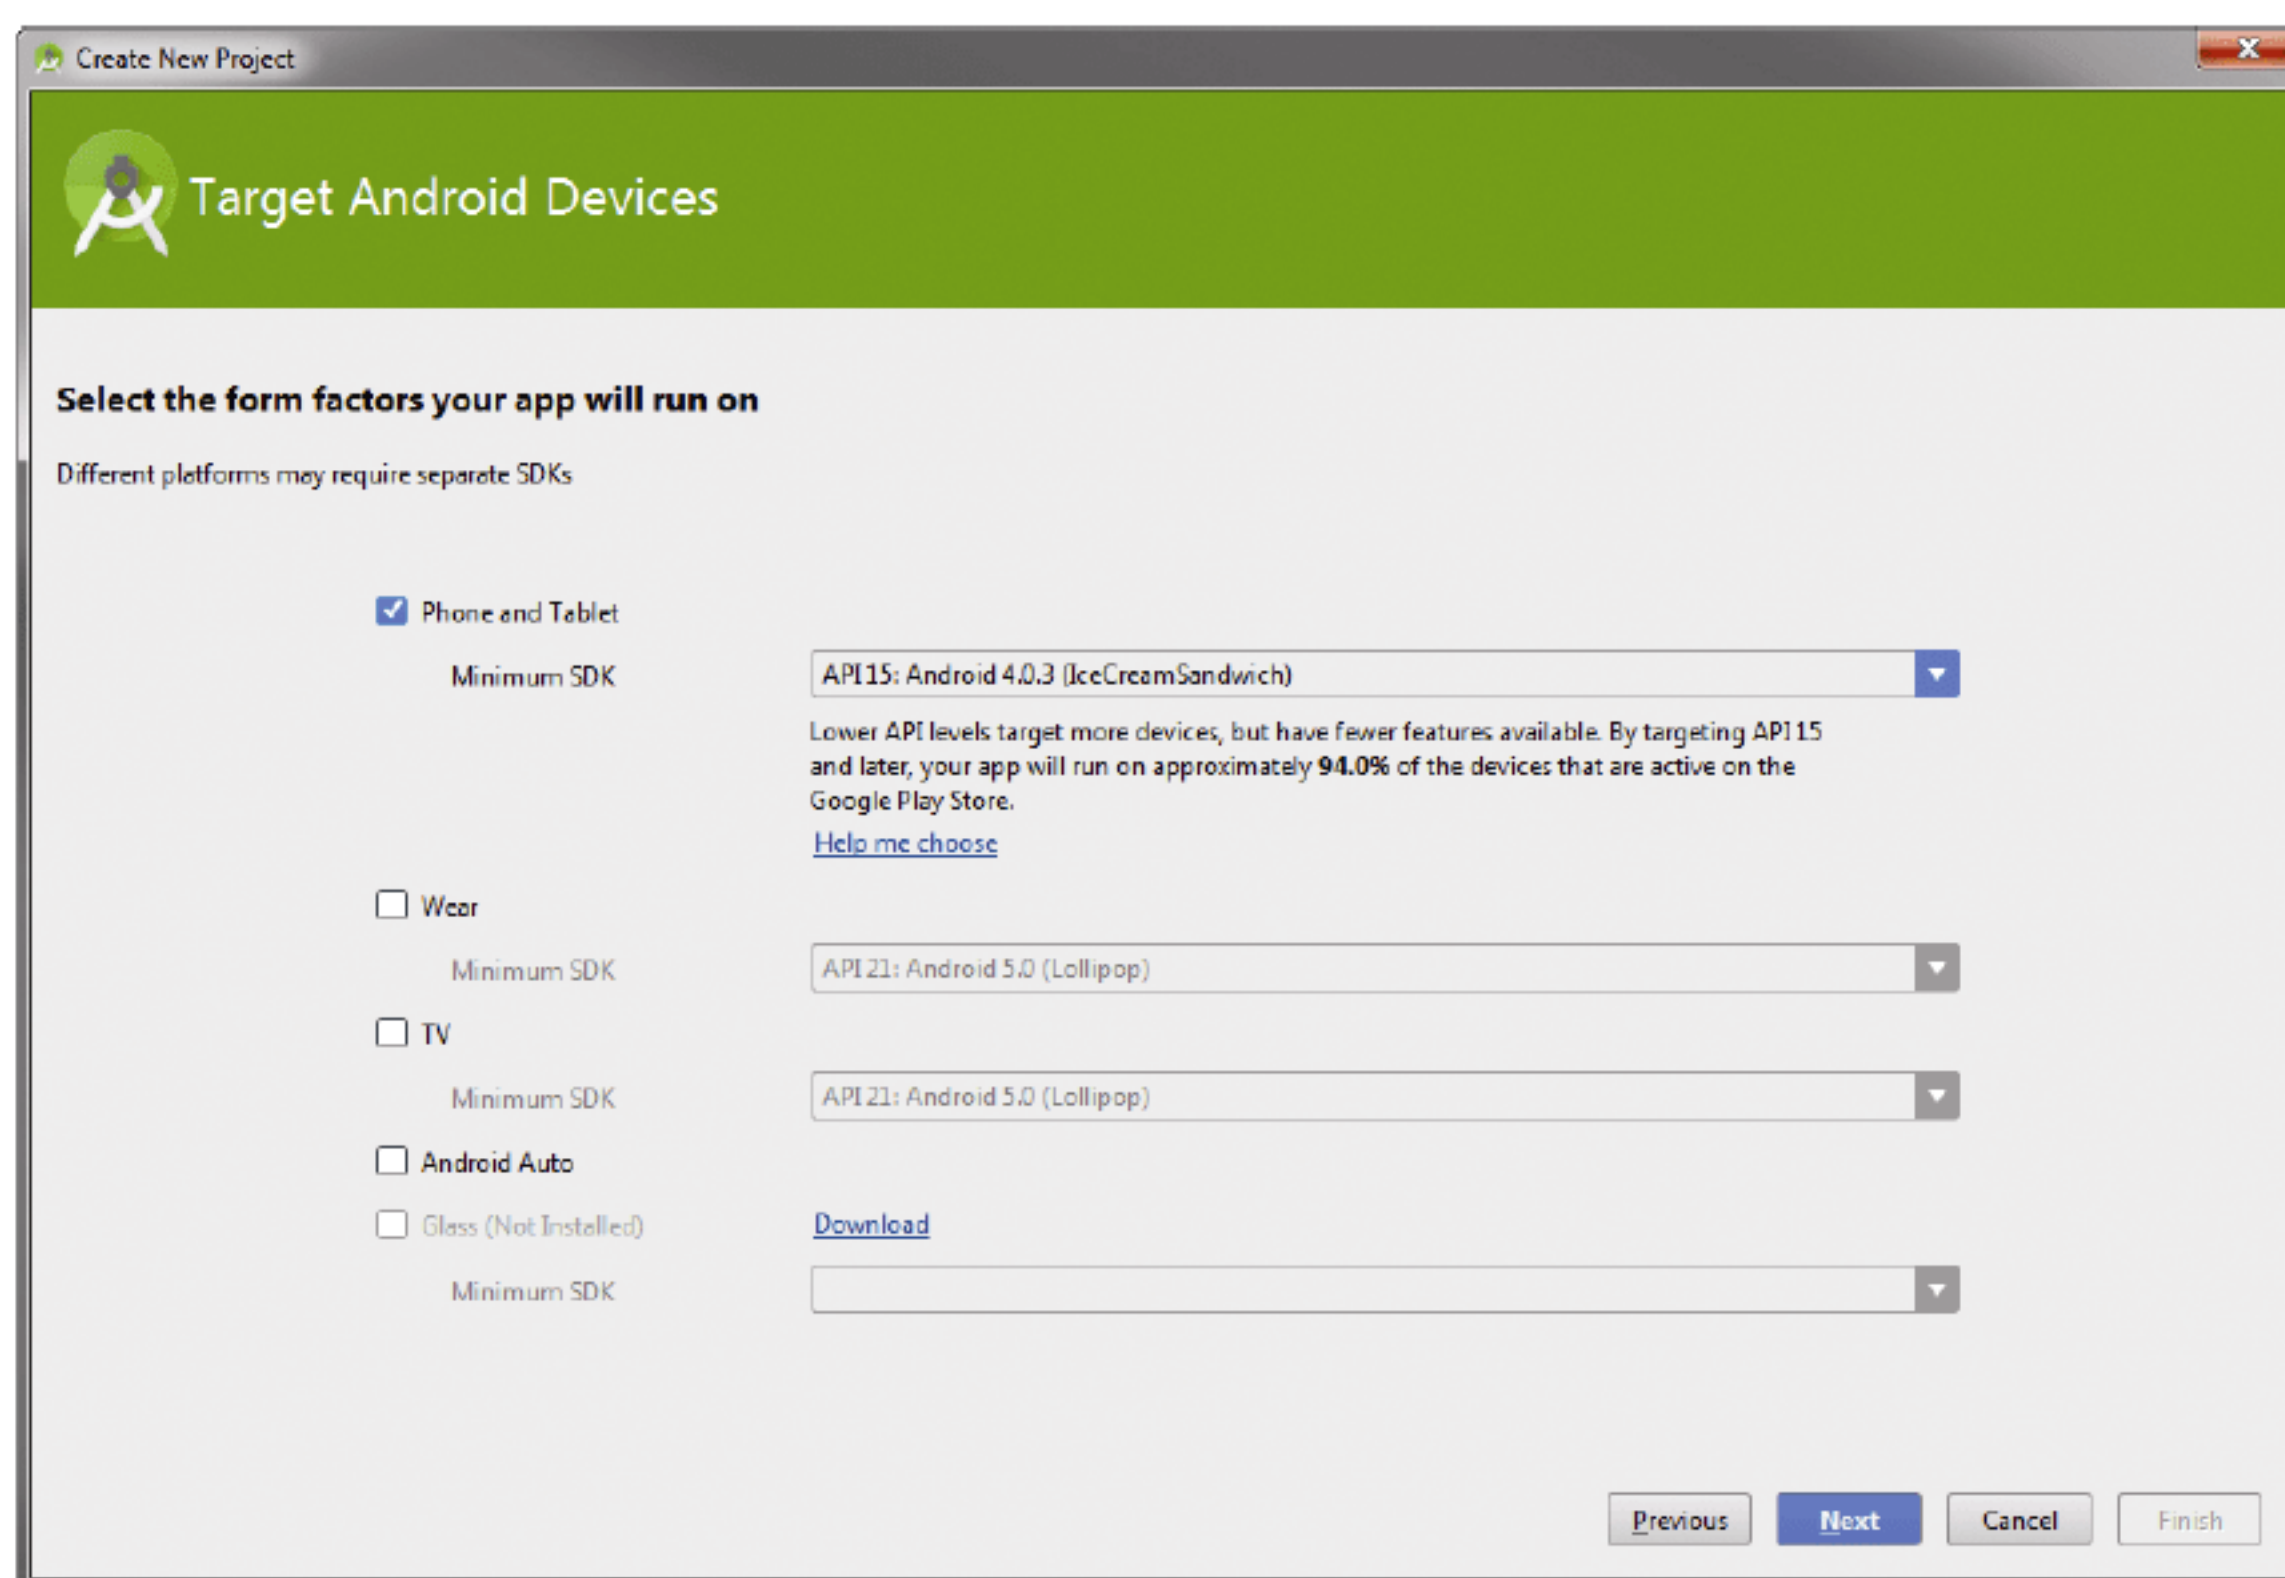 Create New Project
Target Android Devices
Select the form factors your app will run on
Different platforms may require separate SDKs
Phone and Tablet
Minimum SDK API 15: Android 4.0.3 (IceCreamSandwich)
Lower API levels target more devices, but have fewer features available. By targeting API 15
and later, your app will run on approximately 94.0% of the devices that are active on the
Google Play Store.
Help me choose
Wear
Minimum SDK API 21: Android 5.0 (Lollipop)
TV
Minimum SDK API 21: Android 5.0 (Lollipop)
Android Auto
Glass (Not Installed) Download
Minimum SDK
Previous Next Cancel Finish